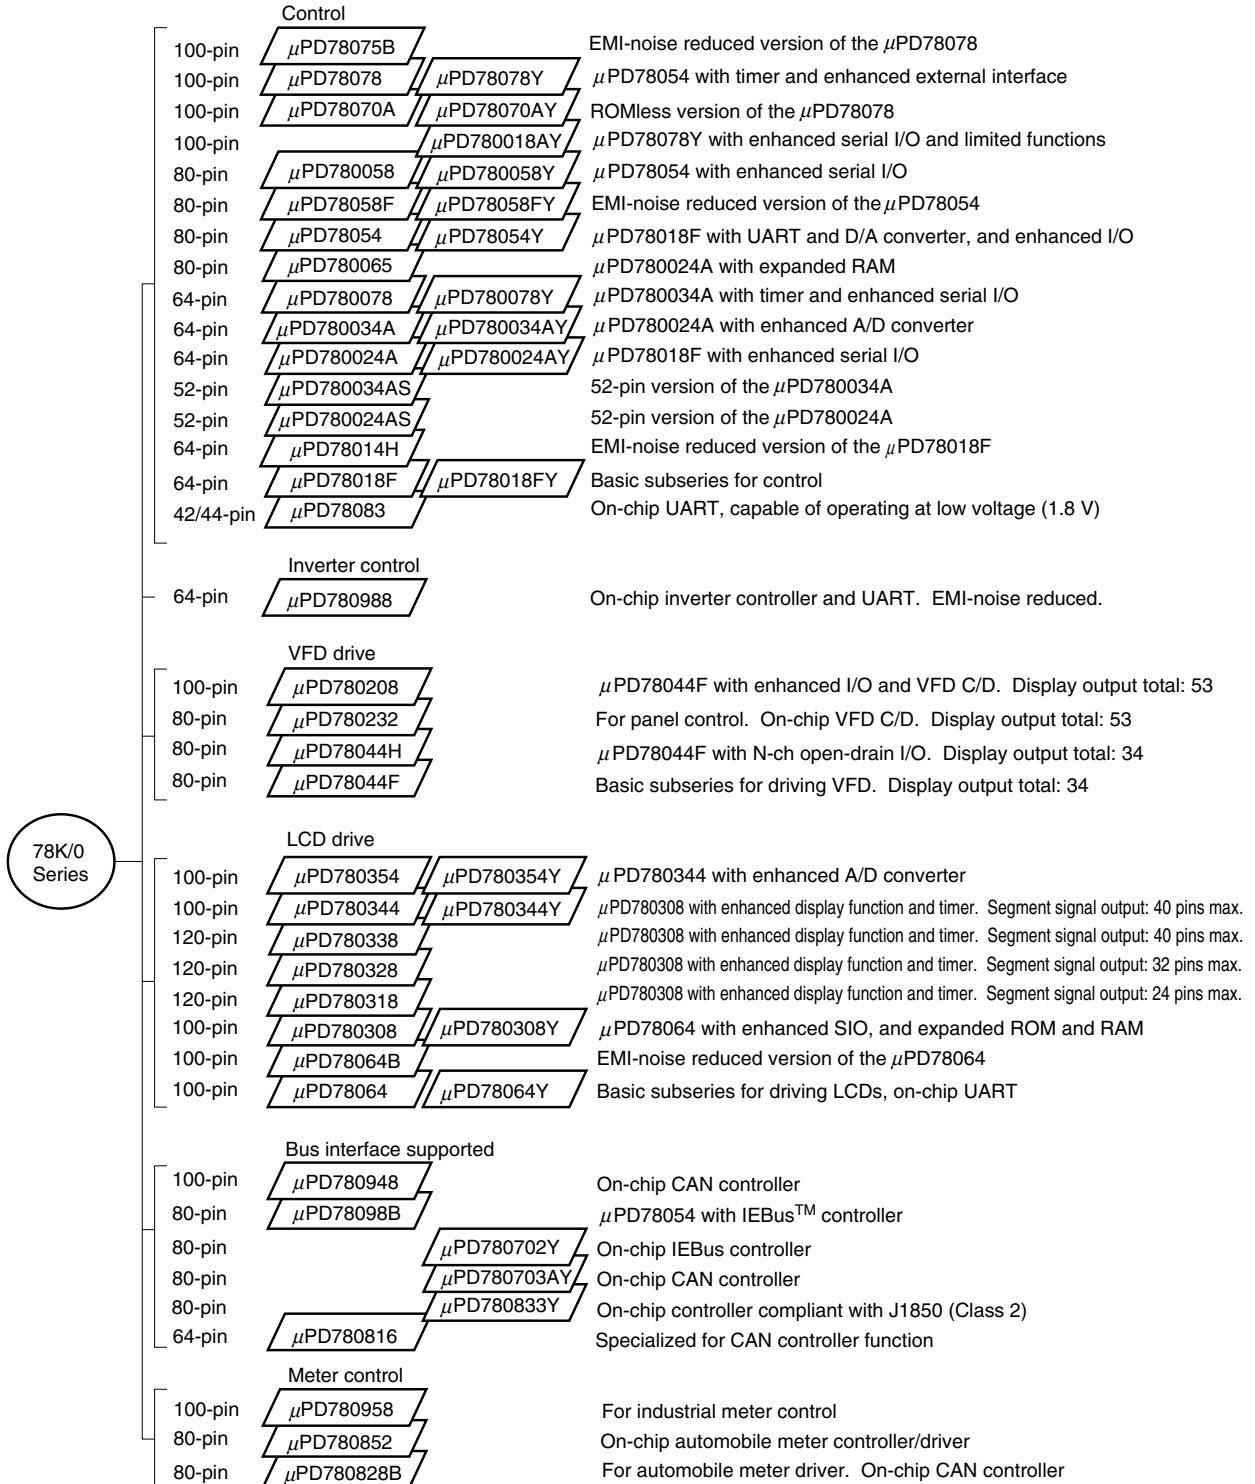 Control
100-pin μPD78075B EMI-noise reduced version of the μPD78078
100-pin μPD78078 μPD78078Y μPD78054 with timer and enhanced external interface
100-pin μPD78070A μPD78070AY ROMless version of the μPD78078
100-pin μPD780018AY μPD78078Y with enhanced serial I/O and limited functions
80-pin μPD780058 μPD780058Y μPD78054 with enhanced serial I/O
80-pin μPD78058F μPD78058FY EMI-noise reduced version of the μPD78054
80-pin μPD78054 μPD78054Y μPD78018F with UART and D/A converter, and enhanced I/O
80-pin μPD780065 μPD780024A with expanded RAM
64-pin μPD780078 μPD780078Y μPD780034A with timer and enhanced serial I/O
64-pin μPD780034A μPD780034AY μPD780024A with enhanced A/D converter
64-pin μPD780024A μPD780024AY μPD78018F with enhanced serial I/O
52-pin μPD780034AS 52-pin version of the μPD780034A
52-pin μPD780024AS 52-pin version of the μPD780024A
64-pin μPD78014H EMI-noise reduced version of the μPD78018F
64-pin μPD78018F μPD78018FY Basic subseries for control
42/44-pin μPD78083 On-chip UART, capable of operating at low voltage (1.8 V)
Inverter control
64-pin μPD780988 On-chip inverter controller and UART. EMI-noise reduced.
VFD drive
100-pin μPD780208 μPD78044F with enhanced I/O and VFD C/D. Display output total: 53
80-pin μPD780232 For panel control. On-chip VFD C/D. Display output total: 53
80-pin μPD78044H μPD78044F with N-ch open-drain I/O. Display output total: 34
80-pin μPD78044F Basic subseries for driving VFD. Display output total: 34
78K/0
Series
LCD drive
100-pin μPD780354 μPD780354Y μPD780344 with enhanced A/D converter
100-pin μPD780344 μPD780344Y μPD780308 with enhanced display function and timer. Segment signal output: 40 pins max.
120-pin μPD780338 μPD780308 with enhanced display function and timer. Segment signal output: 40 pins max.
120-pin μPD780328 μPD780308 with enhanced display function and timer. Segment signal output: 32 pins max.
120-pin μPD780318 μPD780308 with enhanced display function and timer. Segment signal output: 24 pins max.
100-pin μPD780308 μPD780308Y μPD78064 with enhanced SIO, and expanded ROM and RAM
100-pin μPD78064B EMI-noise reduced version of the μPD78064
100-pin μPD78064 μPD78064Y Basic subseries for driving LCDs, on-chip UART
Bus interface supported
100-pin μPD780948 On-chip CAN controller
80-pin μPD78098B μPD78054 with IEBus™ controller
80-pin μPD780702Y On-chip IEBus controller
80-pin μPD780703AY On-chip CAN controller
80-pin μPD780833Y On-chip controller compliant with J1850 (Class 2)
64-pin μPD780816 Specialized for CAN controller function
Meter control
100-pin μPD780958 For industrial meter control
80-pin μPD780852 On-chip automobile meter controller/driver
80-pin μPD780828B For automobile meter driver. On-chip CAN controller